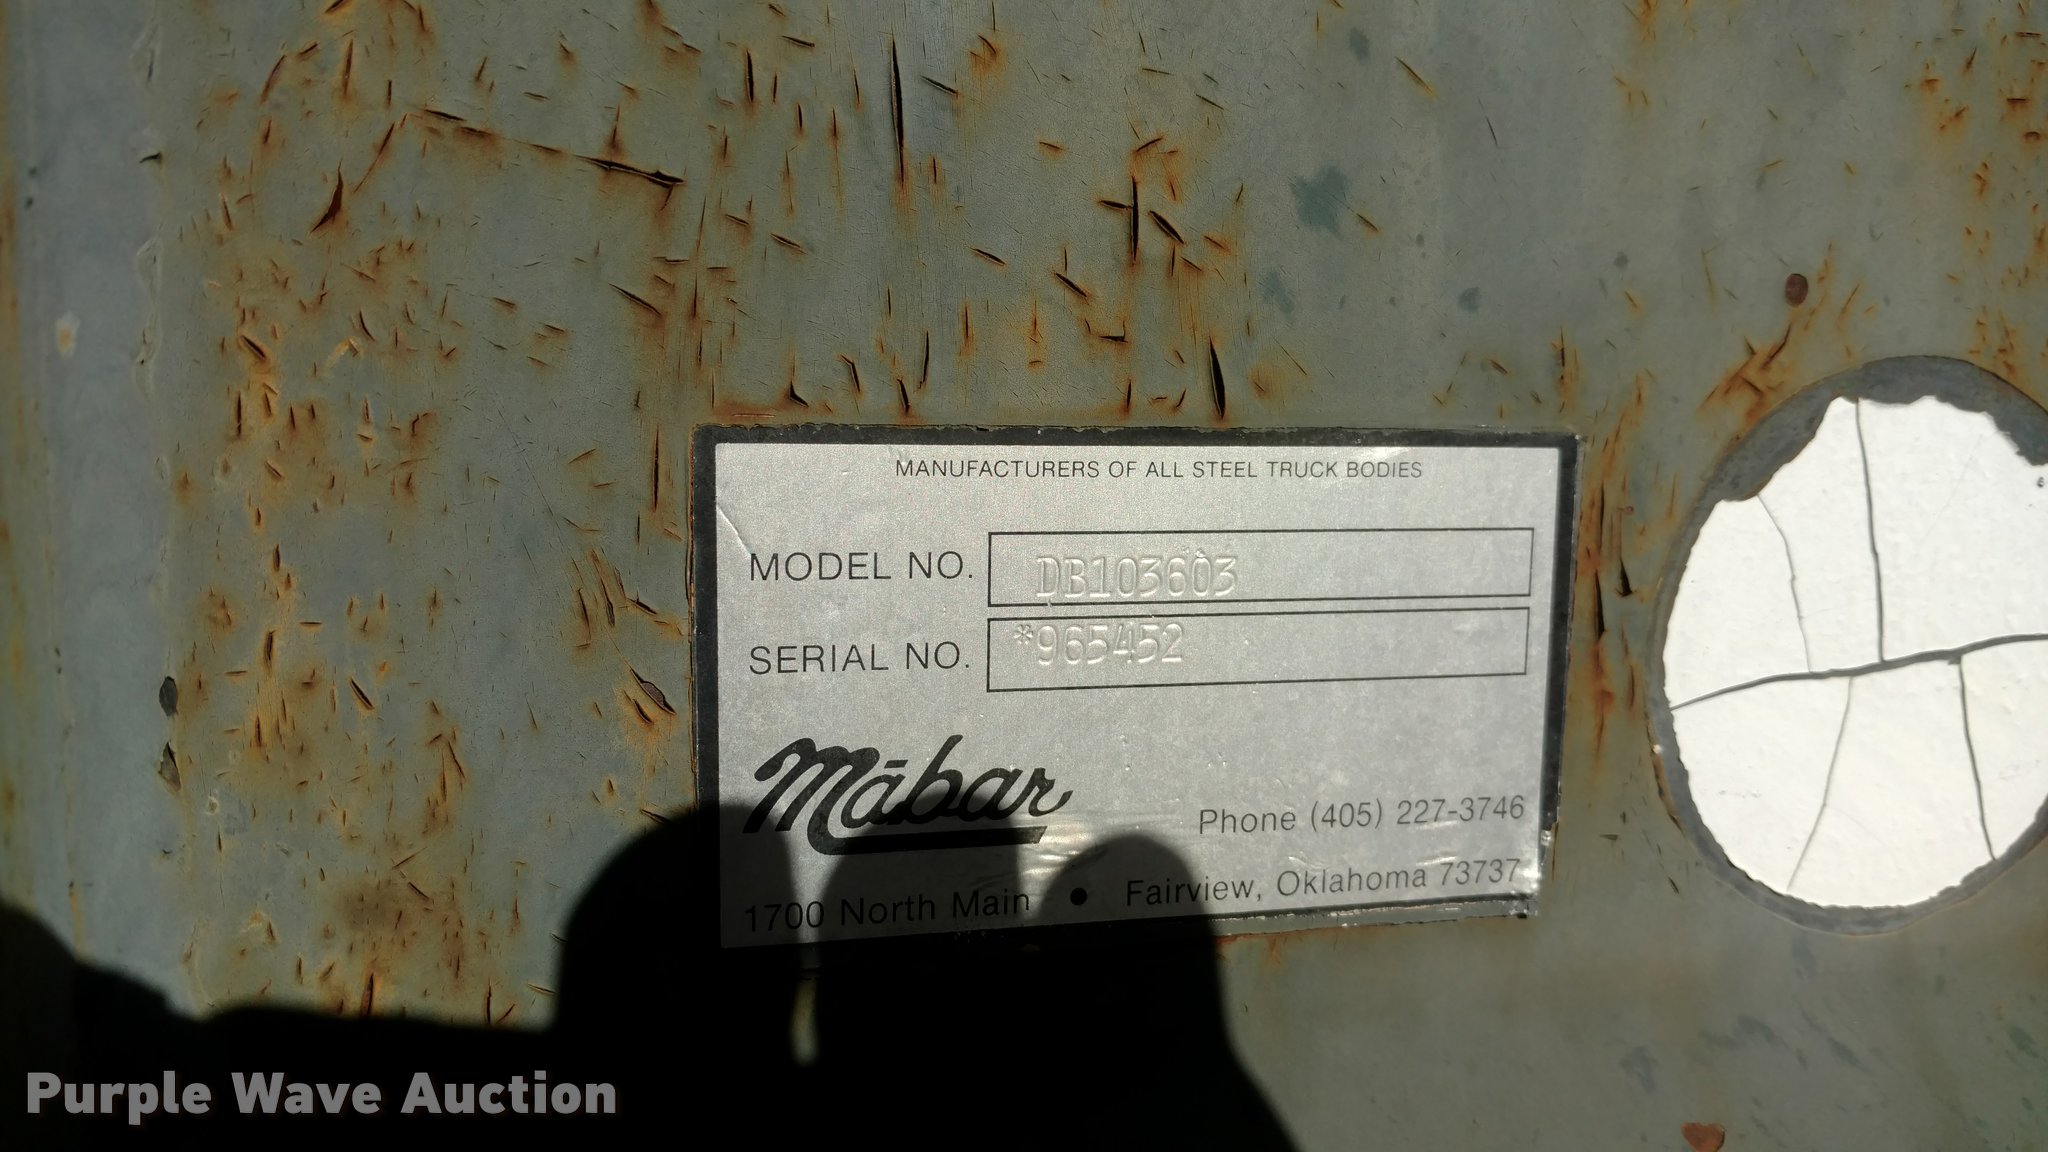 MANUFACTURERS OF ALL STEEL TRUCK BODIES
MODEL NO. DB103603
SERIAL NO. *965452
Mābar
Phone (405) 227-3746
1700 North Main • Fairview, Oklahoma 73737
Purple Wave Auction